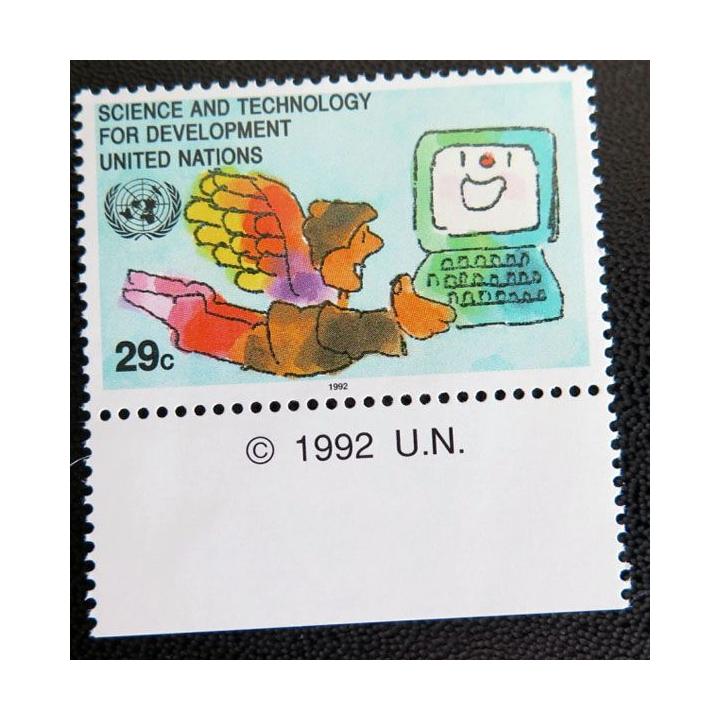 SCIENCE AND TECHNOLOGY
FOR DEVELOPMENT
UNITED NATIONS
29c
1992
© 1992 U.N.